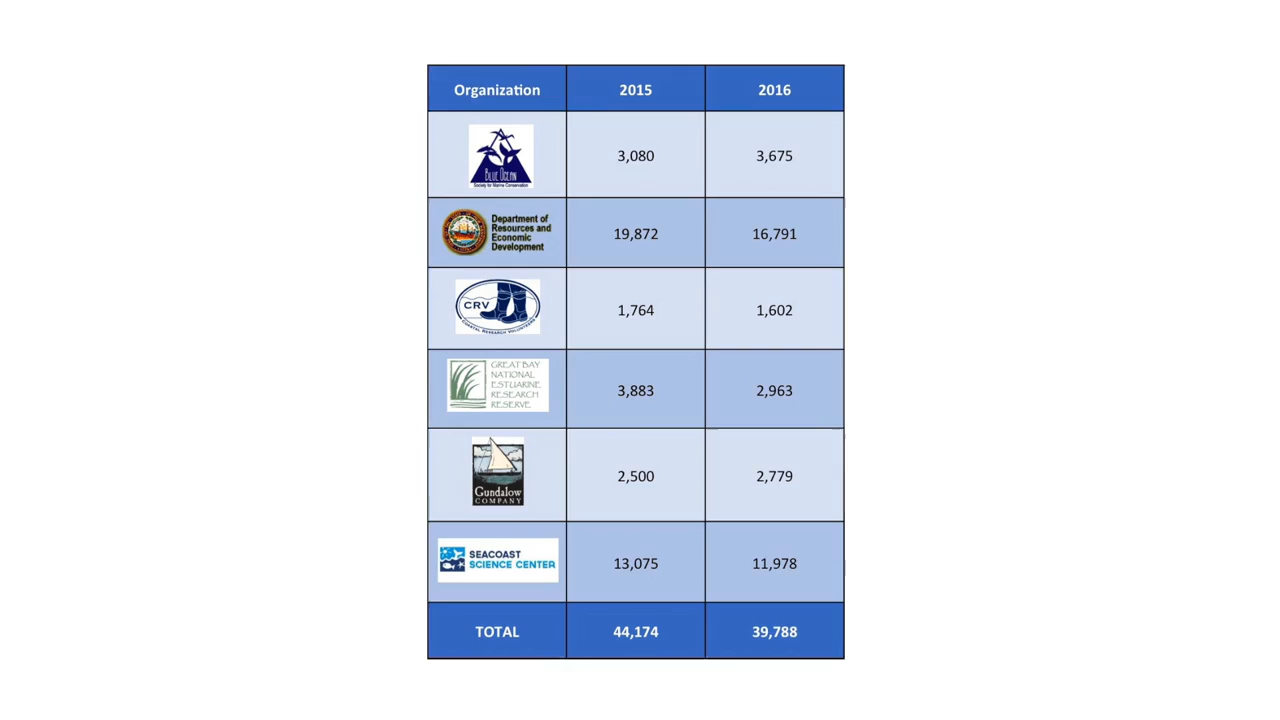 Organization 2015 2016
BLUE OCEAN
Society for Marine Conservation
3,080 3,675
Department of
Resources and
Economic
Development
19,872 16,791
CRV
COASTAL RESEARCH VOLUNTEERS
1,764 1,602
GREAT BAY
NATIONAL
ESTUARINE
RESEARCH
RESERVE
3,883 2,963
Gundalow
COMPANY
2,500 2,779
SEACOAST
SCIENCE CENTER
13,075 11,978
TOTAL 44,174 39,788